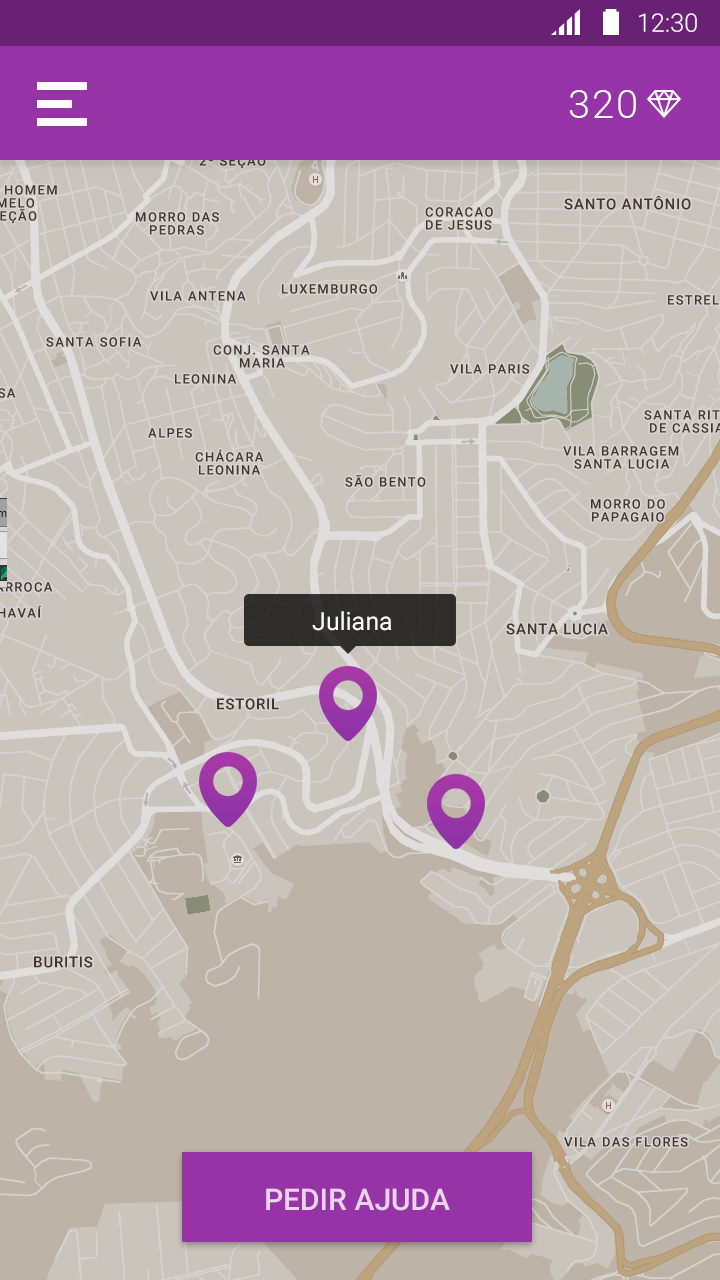 12:30
320
2ª SEÇÃO
H
HOMEM
MELO
EÇÃO
MORRO DAS
PEDRAS
CORACAO
DE JESUS
SANTO ANTÔNIO
LUXEMBURGO
VILA ANTENA
ESTREL
SANTA SOFIA
CONJ. SANTA
MARIA
VILA PARIS
LEONINA
SA
SANTA RIT
DE CASSIA
ALPES
VILA BARRAGEM
SANTA LUCIA
CHÁCARA
LEONINA
SÃO BENTO
MORRO DO
PAPAGAIO
m
ARROCA
HAVAÍ
Juliana
SANTA LUCIA
ESTORIL
BURITIS
H
VILA DAS FLORES
PEDIR AJUDA